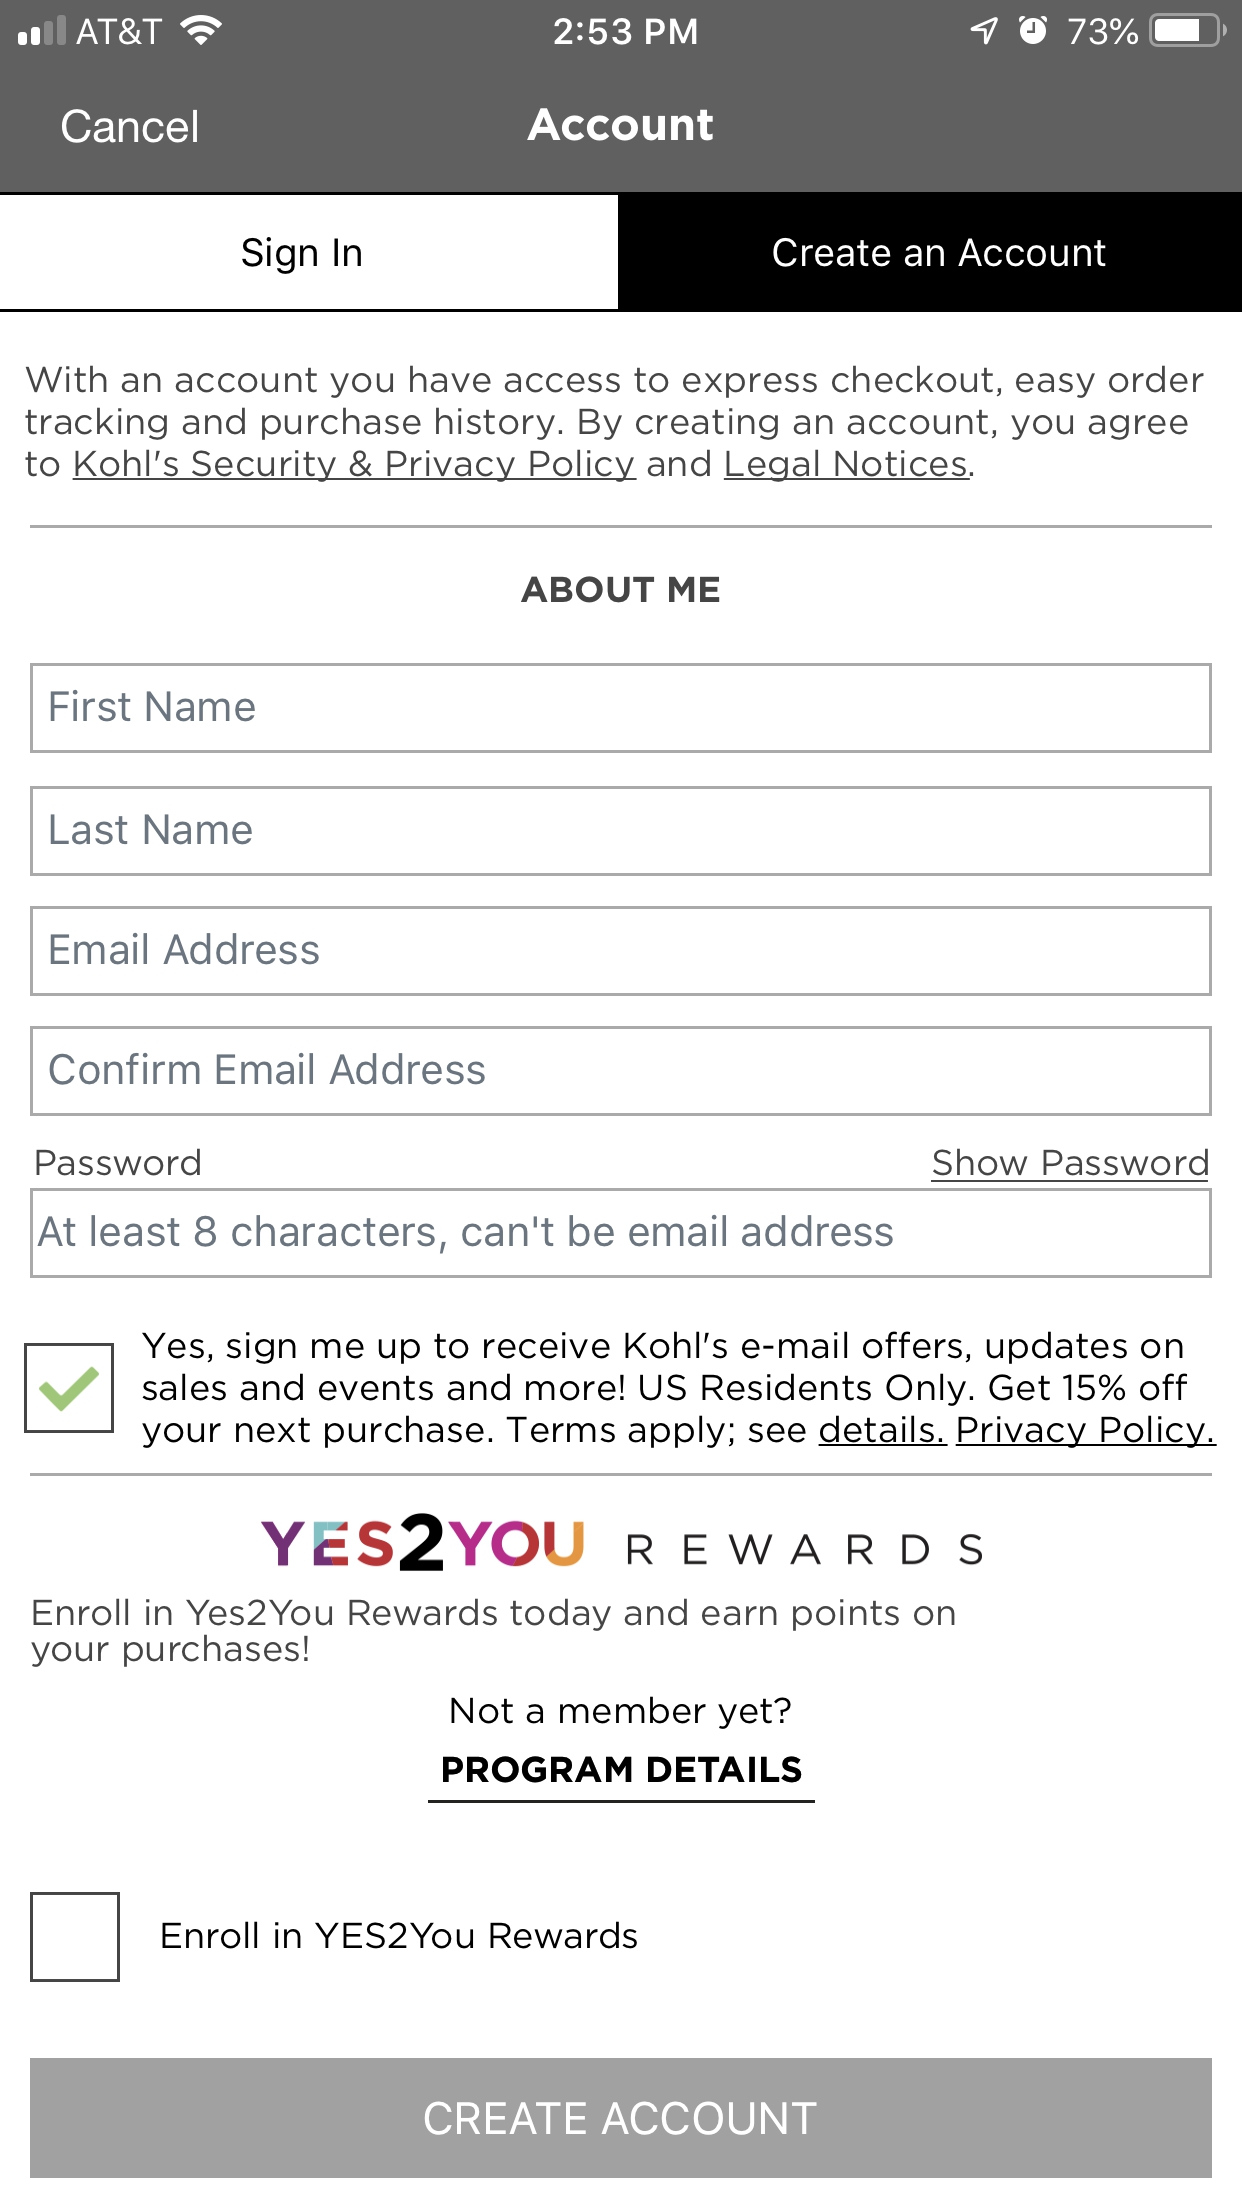 AT&T 2:53 PM 73%
Cancel Account
Sign In Create an Account
With an account you have access to express checkout, easy order
tracking and purchase history. By creating an account, you agree
to Kohl's Security & Privacy Policy and Legal Notices.
ABOUT ME
First Name
Last Name
Email Address
Confirm Email Address
Password Show Password
At least 8 characters, can't be email address
Yes, sign me up to receive Kohl's e-mail offers, updates on
sales and events and more! US Residents Only. Get 15% off
your next purchase. Terms apply; see details. Privacy Policy.
YES2YOU REWARDS
Enroll in Yes2You Rewards today and earn points on
your purchases!
Not a member yet?
PROGRAM DETAILS
Enroll in YES2You Rewards
CREATE ACCOUNT